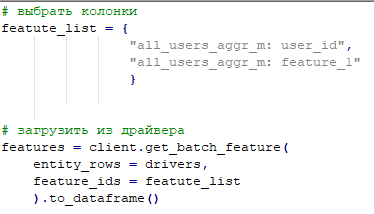 # выбрать колонки
featute_list = {
"all_users_aggr_m: user_id",
"all_users_aggr_m: feature_1"
}
# загрузить из драйвера
features = client.get_batch_feature(
entity_rows = drivers,
feature_ids = featute_list
).to_dataframe()